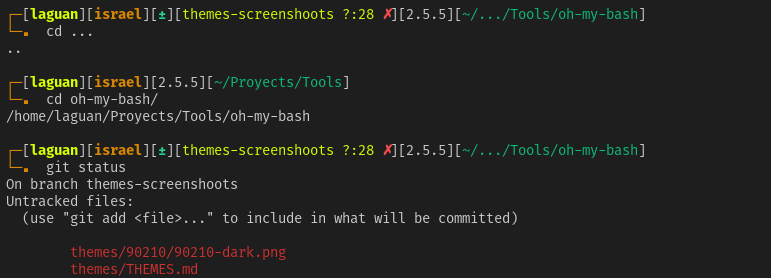 ┌─[laguan][israel][±][themes-screenshoots ?:28 ✗][2.5.5][~/.../Tools/oh-my-bash]
└─▪ cd ...
..
┌─[laguan][israel][2.5.5][~/Proyects/Tools]
└─▪ cd oh-my-bash/
/home/laguan/Proyects/Tools/oh-my-bash
┌─[laguan][israel][±][themes-screenshoots ?:28 ✗][2.5.5][~/.../Tools/oh-my-bash]
└─▪ git status
On branch themes-screenshoots
Untracked files:
  (use "git add <file>..." to include in what will be committed)
        themes/90210/90210-dark.png
        themes/THEMES.md